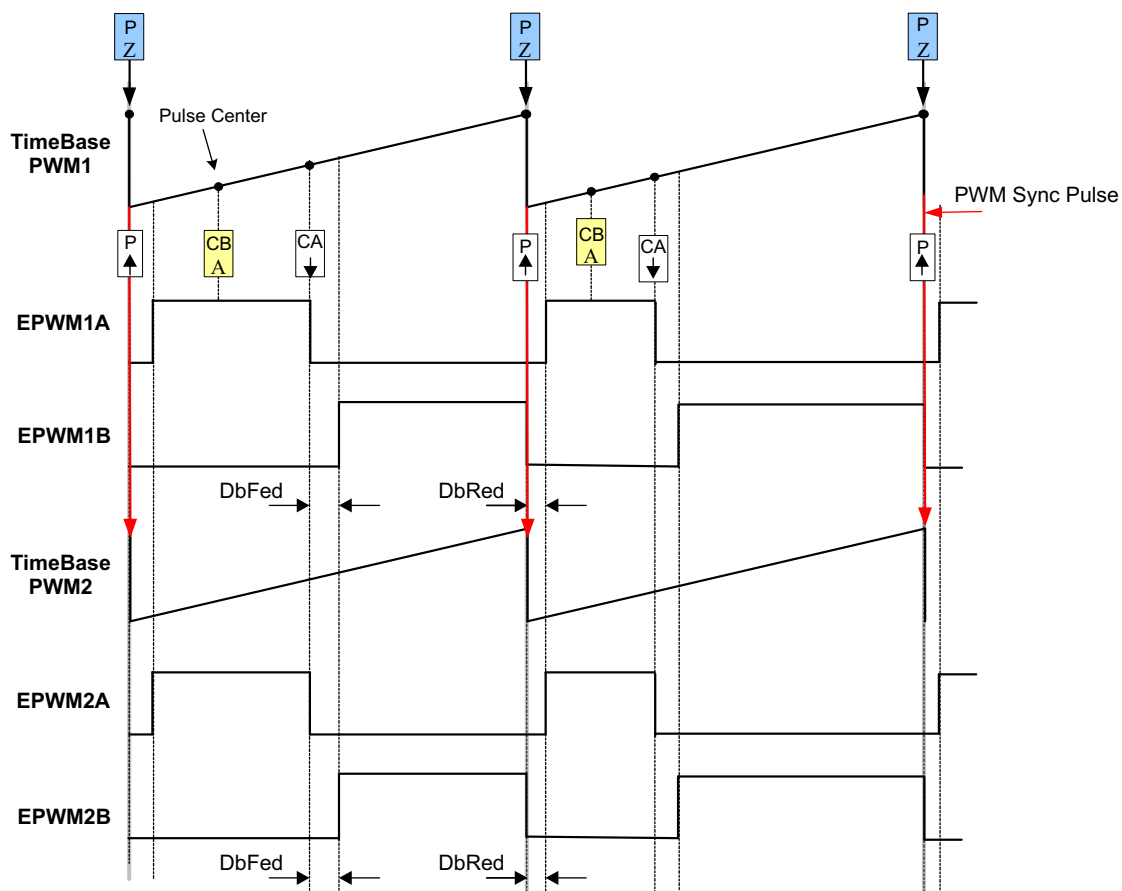 P
Z
P
Z
P
Z
Pulse Center
TimeBase
PWM1
PWM Sync Pulse
P
CB
A
CA
P
CB
A
CA
P
EPWM1A
EPWM1B
DbFed
DbRed
TimeBase
PWM2
EPWM2A
EPWM2B
DbFed
DbRed